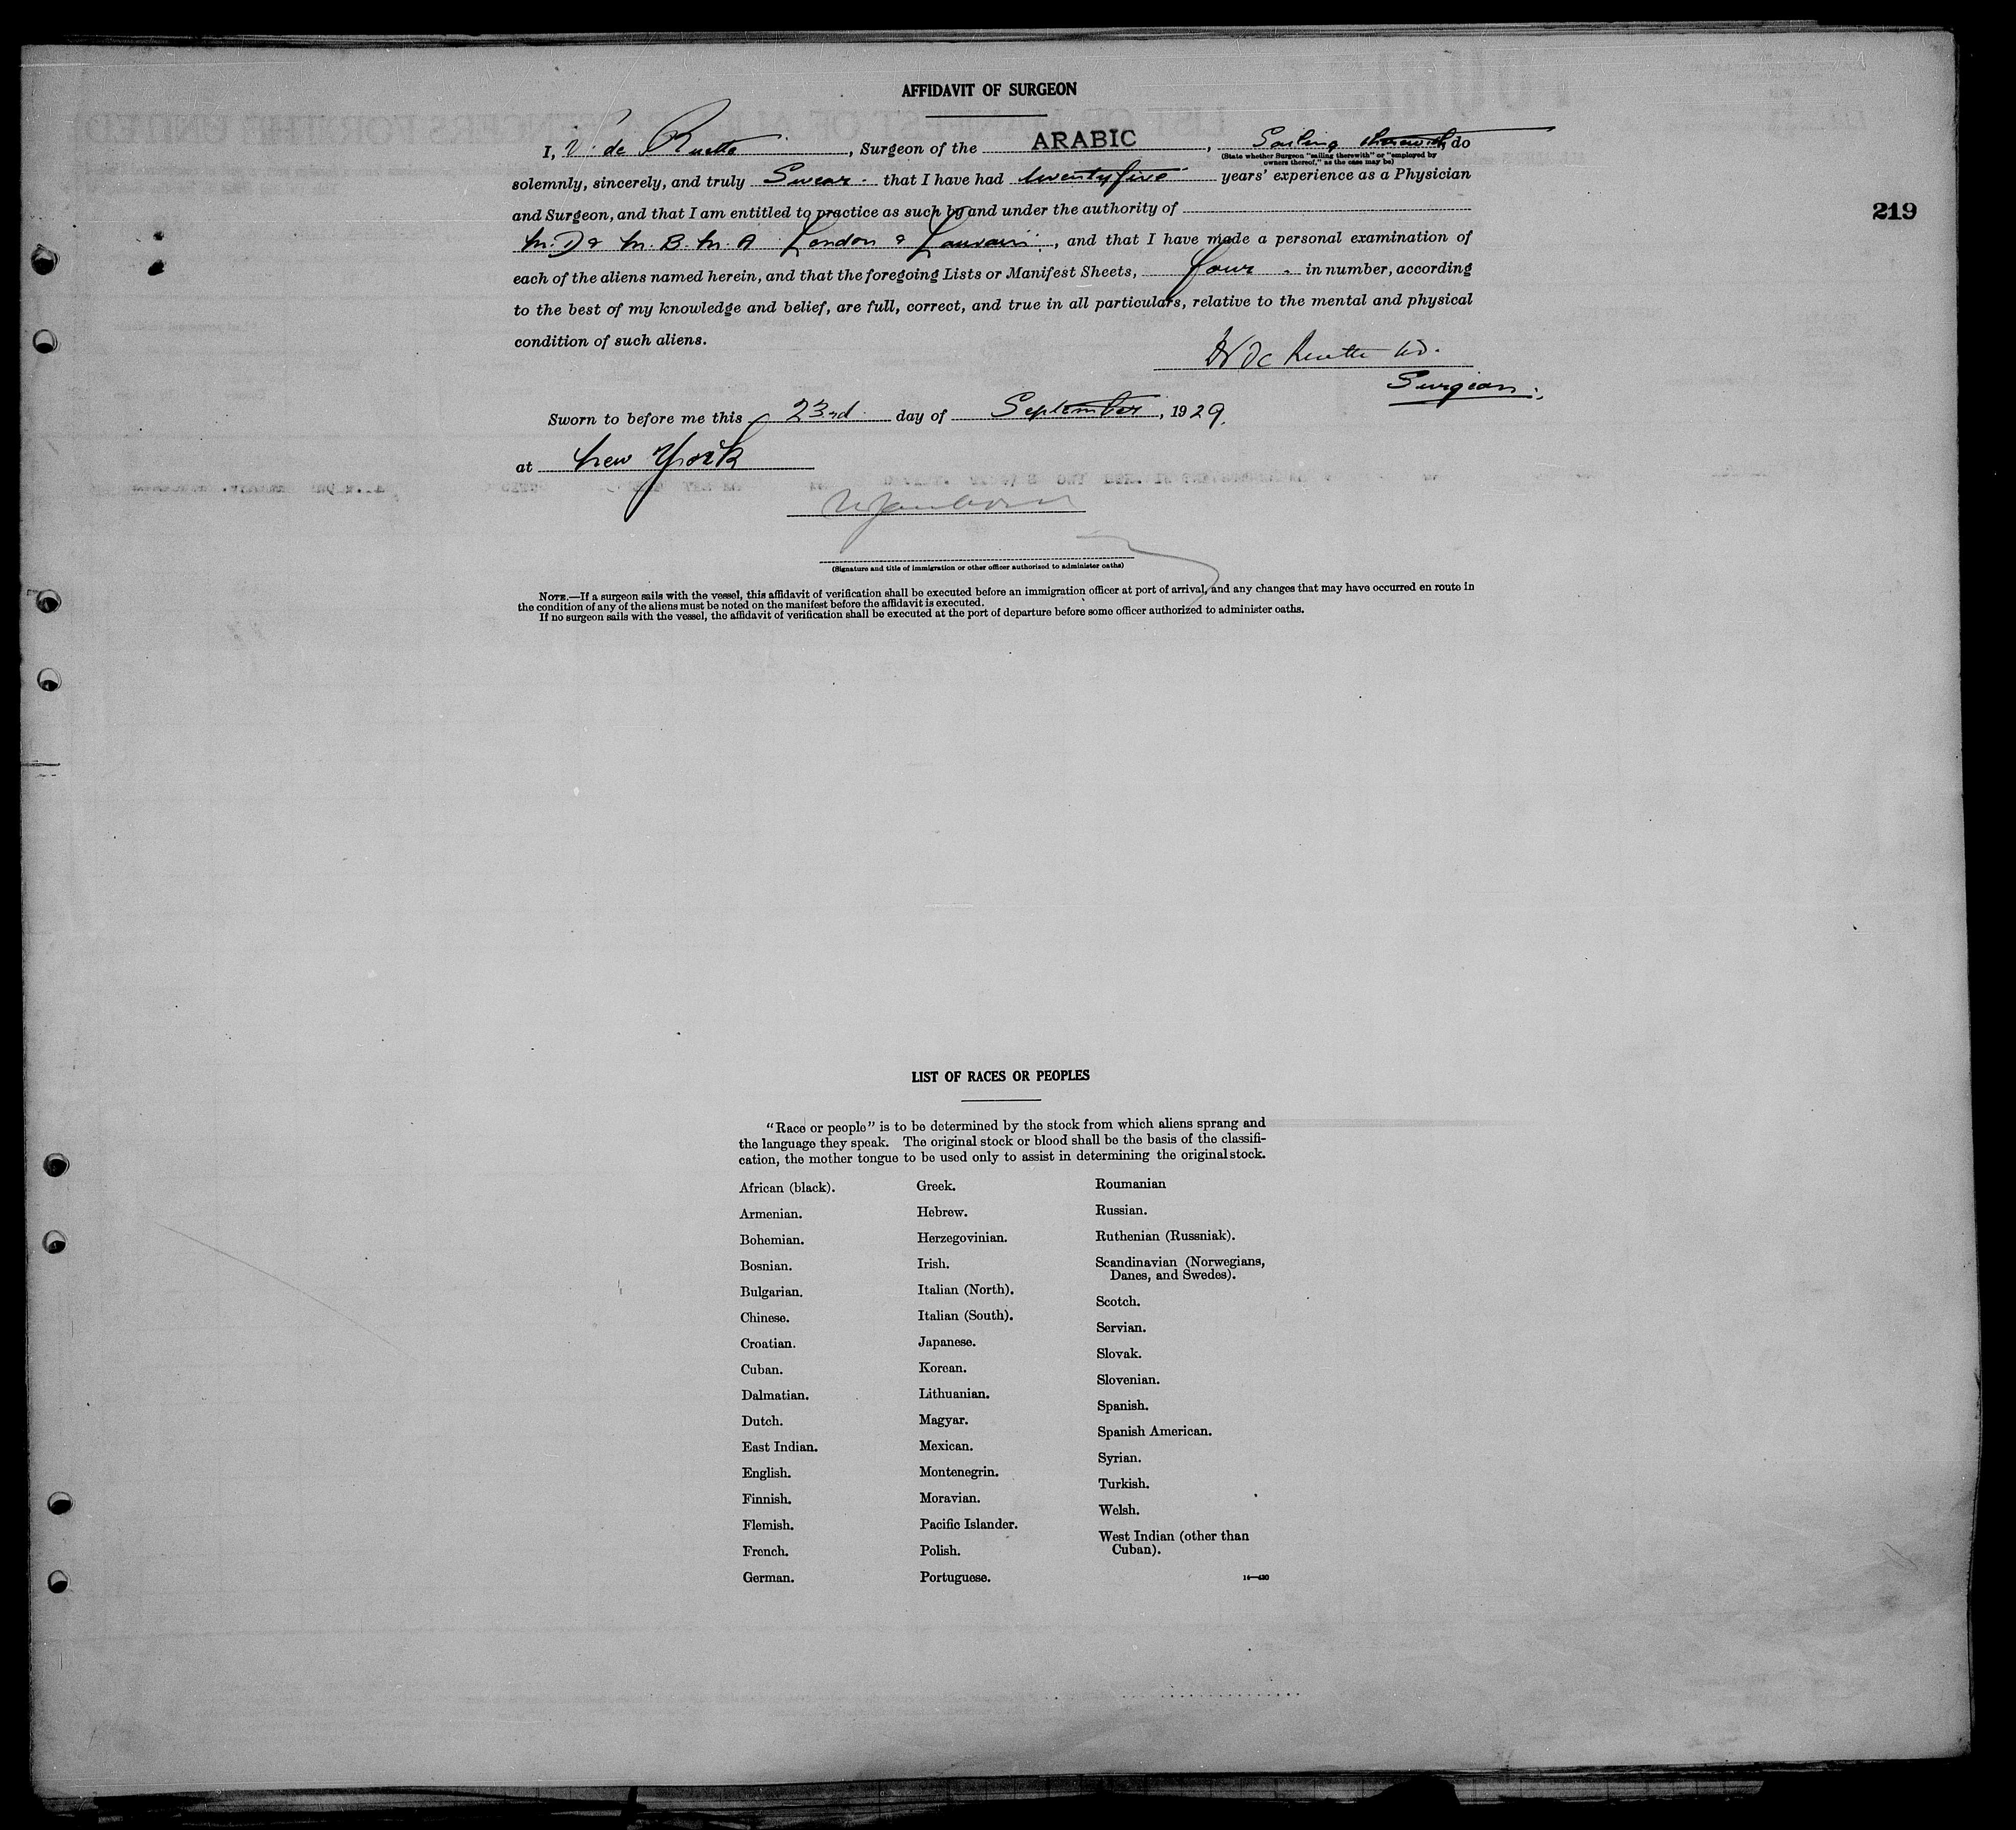 AFFIDAVIT OF SURGEON
I, V. de Ruette, Surgeon of the ARABIC, Sailing therewith, do
(State whether Surgeon "sailing therewith" or "employed by
owners thereof," as the case may be)
solemnly, sincerely, and truly Swear. that I have had twenty five years' experience as a Physician
and Surgeon, and that I am entitled to practice as such by and under the authority of
M.D & M.B. M.A London & Louvain., and that I have made a personal examination of
219
each of the aliens named herein, and that the foregoing Lists or Manifest Sheets, four in number, according
to the best of my knowledge and belief, are full, correct, and true in all particulars, relative to the mental and physical
condition of such aliens.
de Ruette
Surgeon.
Sworn to before me this 23rd day of September, 1929.
at New York
(Signature and title of immigration or other officer authorized to administer oaths)
NOTE.—If a surgeon sails with the vessel, this affidavit of verification shall be executed before an immigration officer at port of arrival, and any changes that may have occurred en route in
the condition of any of the aliens must be noted on the manifest before the affidavit is executed.
If no surgeon sails with the vessel, the affidavit of verification shall be executed at the port of departure before some officer authorized to administer oaths.
LIST OF RACES OR PEOPLES
"Race or people" is to be determined by the stock from which aliens sprang and
the language they speak. The original stock or blood shall be the basis of the classifi-
cation, the mother tongue to be used only to assist in determining the original stock.
African (black).
Armenian.
Bohemian.
Bosnian.
Bulgarian.
Chinese.
Croatian.
Cuban.
Dalmatian.
Dutch.
East Indian.
English.
Finnish.
Flemish.
French.
German.
Greek.
Hebrew.
Herzegovinian.
Irish.
Italian (North).
Italian (South).
Japanese.
Korean.
Lithuanian.
Magyar.
Mexican.
Montenegrin.
Moravian.
Pacific Islander.
Polish.
Portuguese.
Roumanian
Russian.
Ruthenian (Russniak).
Scandinavian (Norwegians,
Danes, and Swedes).
Scotch.
Servian.
Slovak.
Slovenian.
Spanish.
Spanish American.
Syrian.
Turkish.
Welsh.
West Indian (other than
Cuban).
14—430